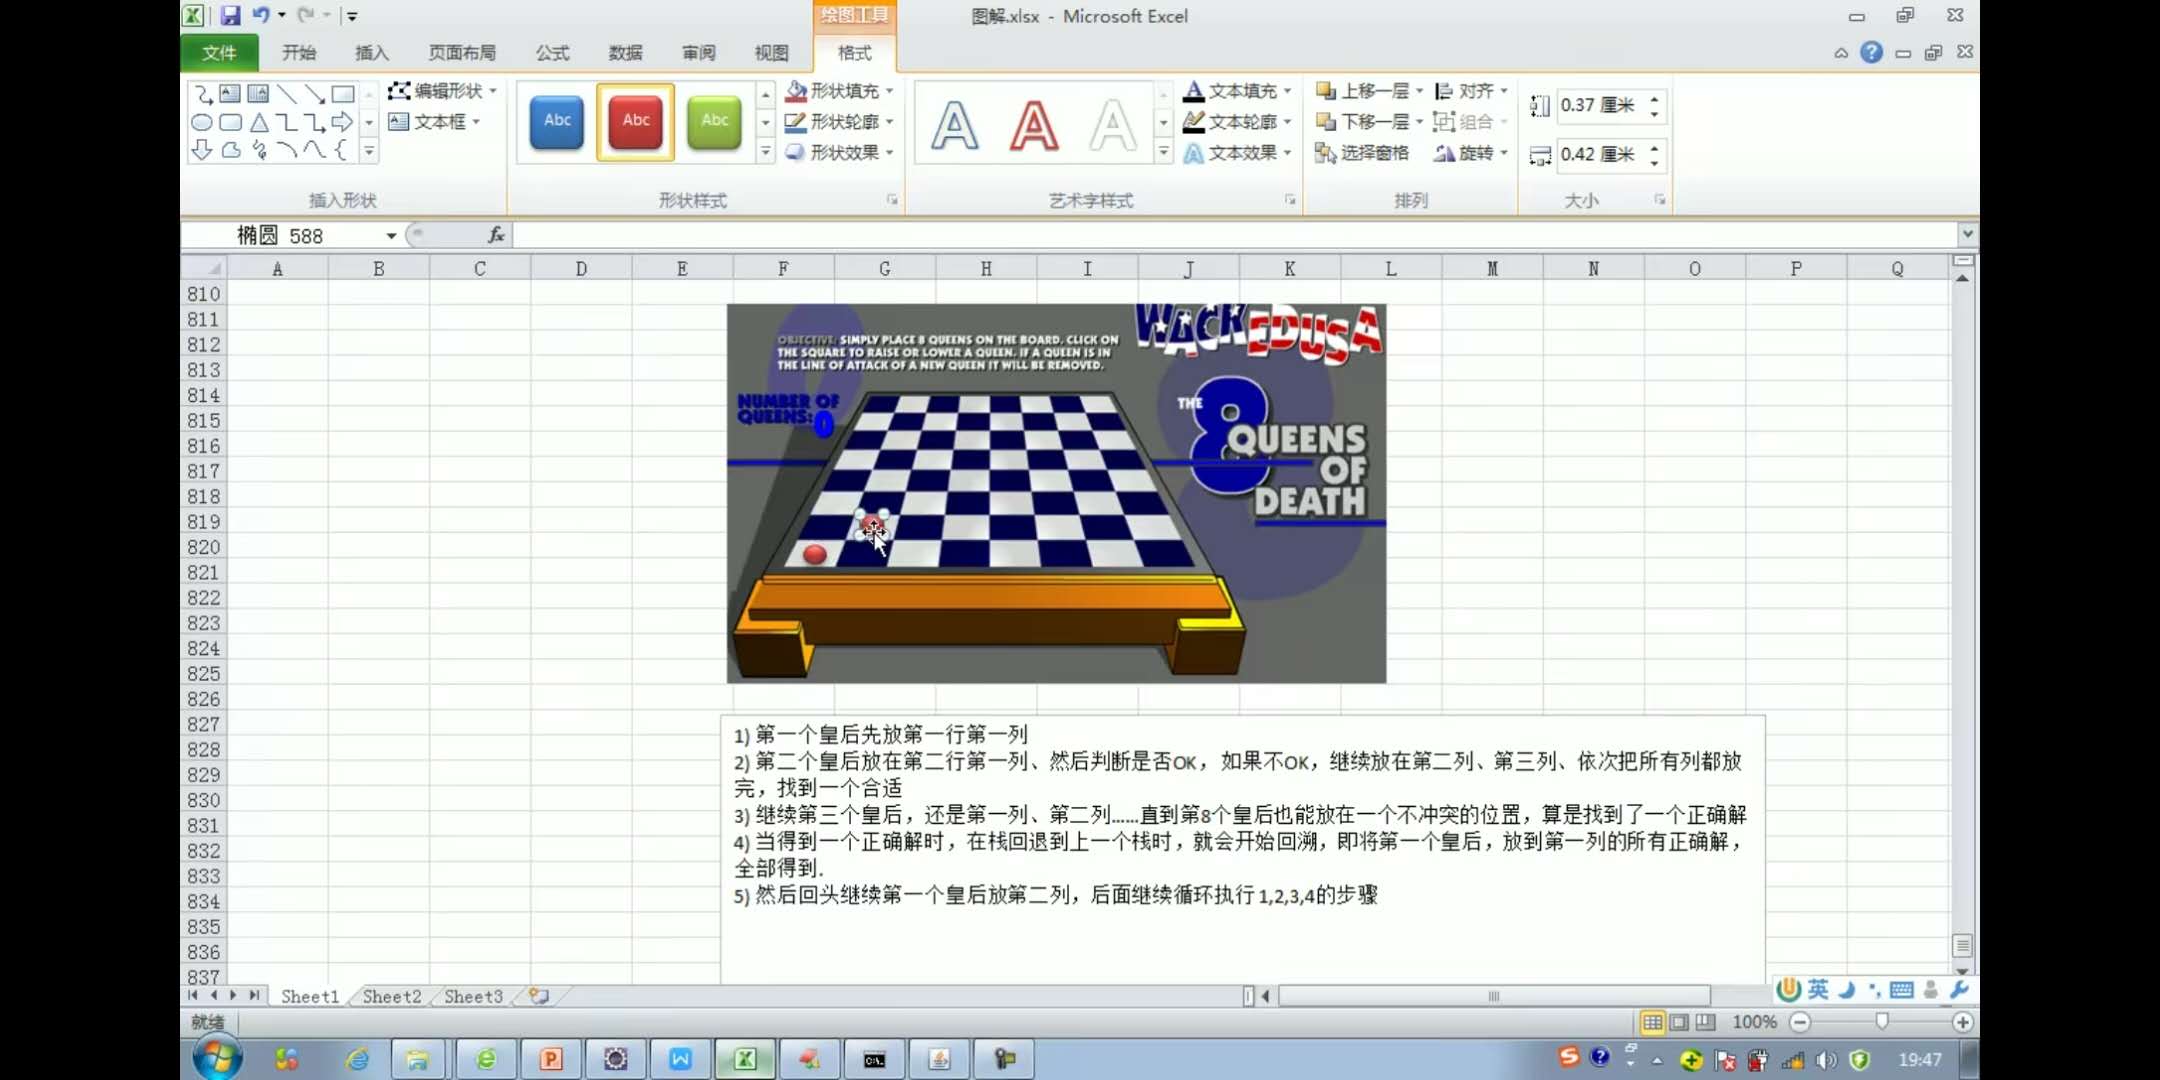 图解.xlsx - Microsoft Excel
绘图工具
文件 开始 插入 页面布局 公式 数据 审阅 视图 格式
编辑形状
文本框
插入形状
Abc Abc Abc
形状填充
形状轮廓
形状效果
形状样式
文本填充
文本轮廓
文本效果
艺术字样式
上移一层 对齐
下移一层 组合
选择窗格 旋转
排列
0.37 厘米
0.42 厘米
大小
椭圆 588
fx
A B C D E F G H I J K L M N O P Q
810
811
812
813
814
815
816
817
818
819
820
821
822
823
824
825
826
827
828
829
830
831
832
833
834
835
836
837
OBJECTIVE: SIMPLY PLACE 8 QUEENS ON THE BOARD. CLICK ON
THE SQUARE TO RAISE OR LOWER A QUEEN. IF A QUEEN IS IN
THE LINE OF ATTACK OF A NEW QUEEN IT WILL BE REMOVED.
WACKEDUSA
NUMBER OF
QUEENS: 0
THE 8
QUEENS
OF
DEATH
1) 第一个皇后先放第一行第一列
2) 第二个皇后放在第二行第一列、然后判断是否OK，如果不OK，继续放在第二列、第三列、依次把所有列都放
完，找到一个合适
3) 继续第三个皇后，还是第一列、第二列……直到第8个皇后也能放在一个不冲突的位置，算是找到了一个正确解
4) 当得到一个正确解时，在栈回退到上一个栈时，就会开始回溯，即将第一个皇后，放到第一列的所有正确解，
全部得到.
5) 然后回头继续第一个皇后放第二列，后面继续循环执行 1,2,3,4的步骤
Sheet1 Sheet2 Sheet3
英
就绪
100%
19:47